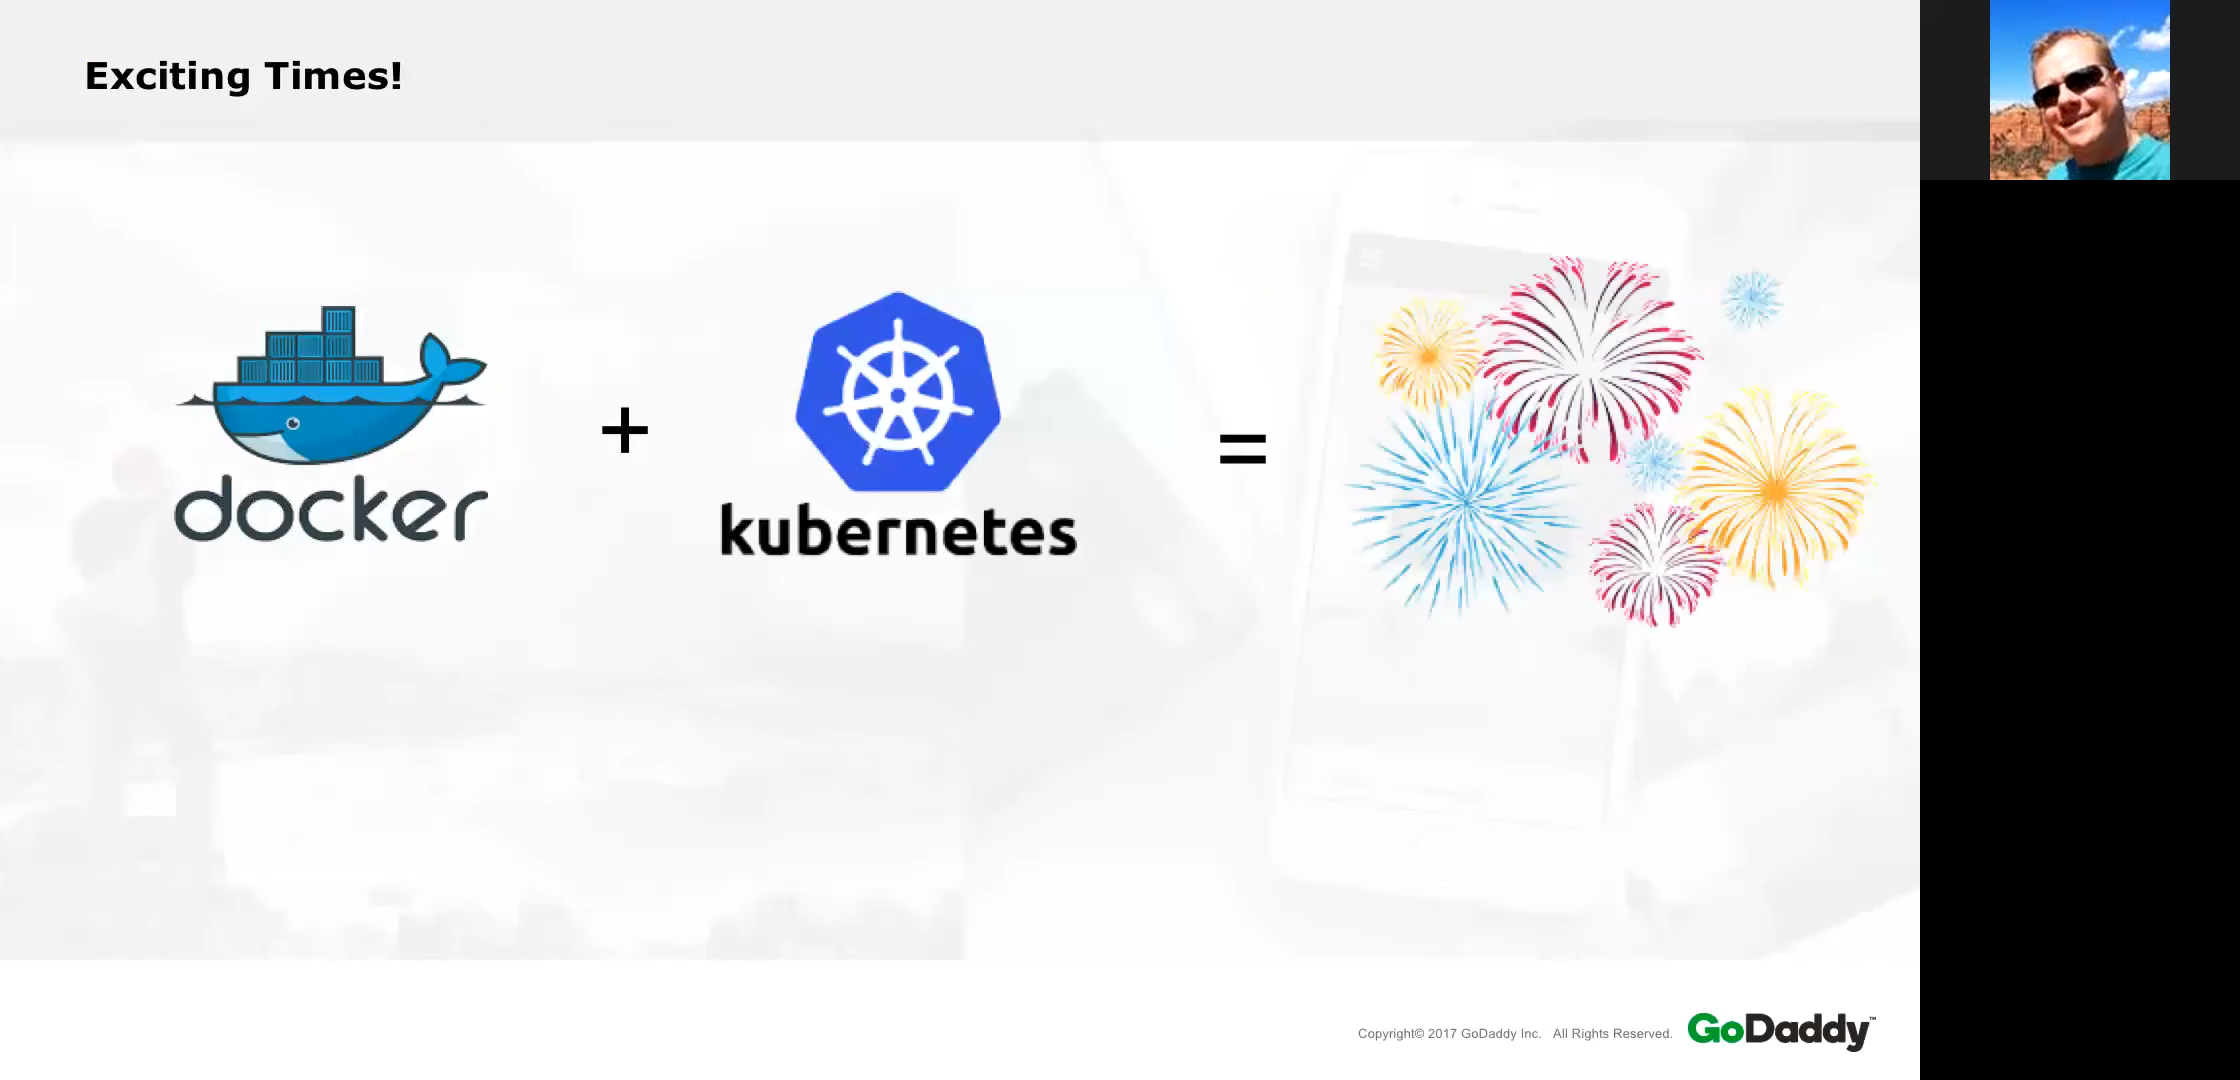 Exciting Times!
docker
+
kubernetes
=
Copyright© 2017 GoDaddy Inc. All Rights Reserved.
GoDaddy™